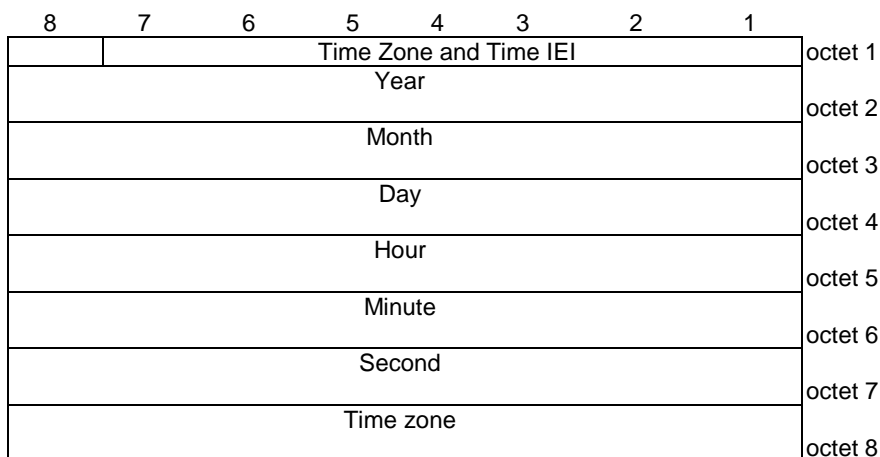 8 7 6 5 4 3 2 1
Time Zone and Time IEI octet 1
Year
octet 2
Month
octet 3
Day
octet 4
Hour
octet 5
Minute
octet 6
Second
octet 7
Time zone
octet 8